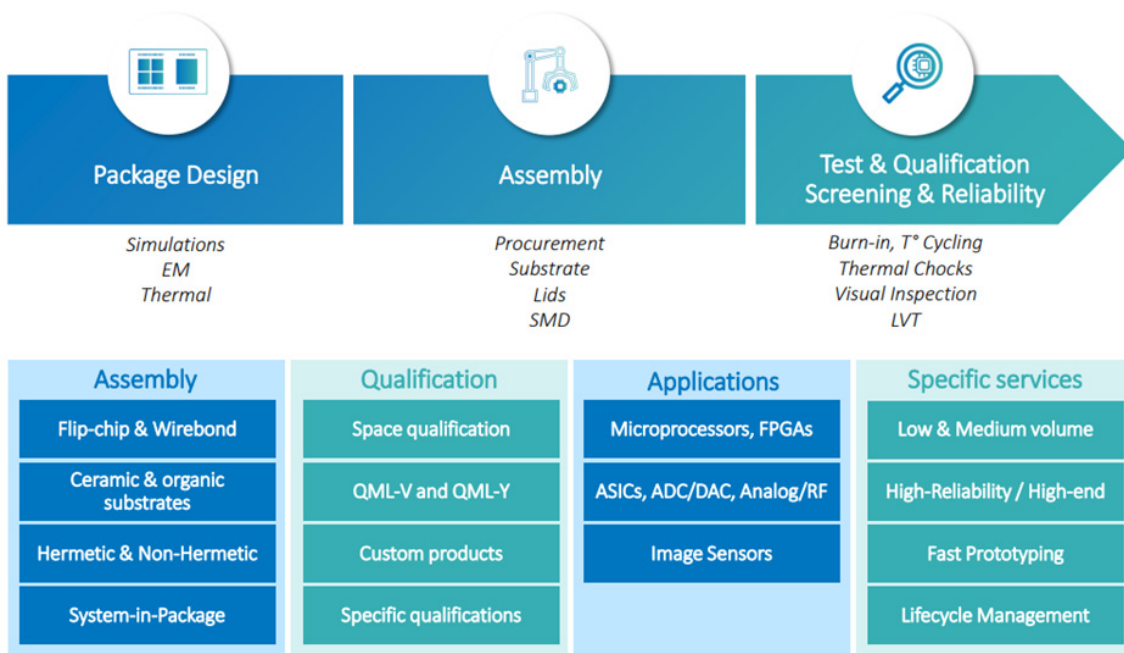 Package Design
Assembly
Test & Qualification
Screening & Reliability
Simulations
EM
Thermal
Procurement
Substrate
Lids
SMD
Burn-in, T° Cycling
Thermal Chocks
Visual Inspection
LVT
Assembly
Flip-chip & Wirebond
Ceramic & organic
substrates
Hermetic & Non-Hermetic
System-in-Package
Qualification
Space qualification
QML-V and QML-Y
Custom products
Specific qualifications
Applications
Microprocessors, FPGAs
ASICs, ADC/DAC, Analog/RF
Image Sensors
Specific services
Low & Medium volume
High-Reliability / High-end
Fast Prototyping
Lifecycle Management